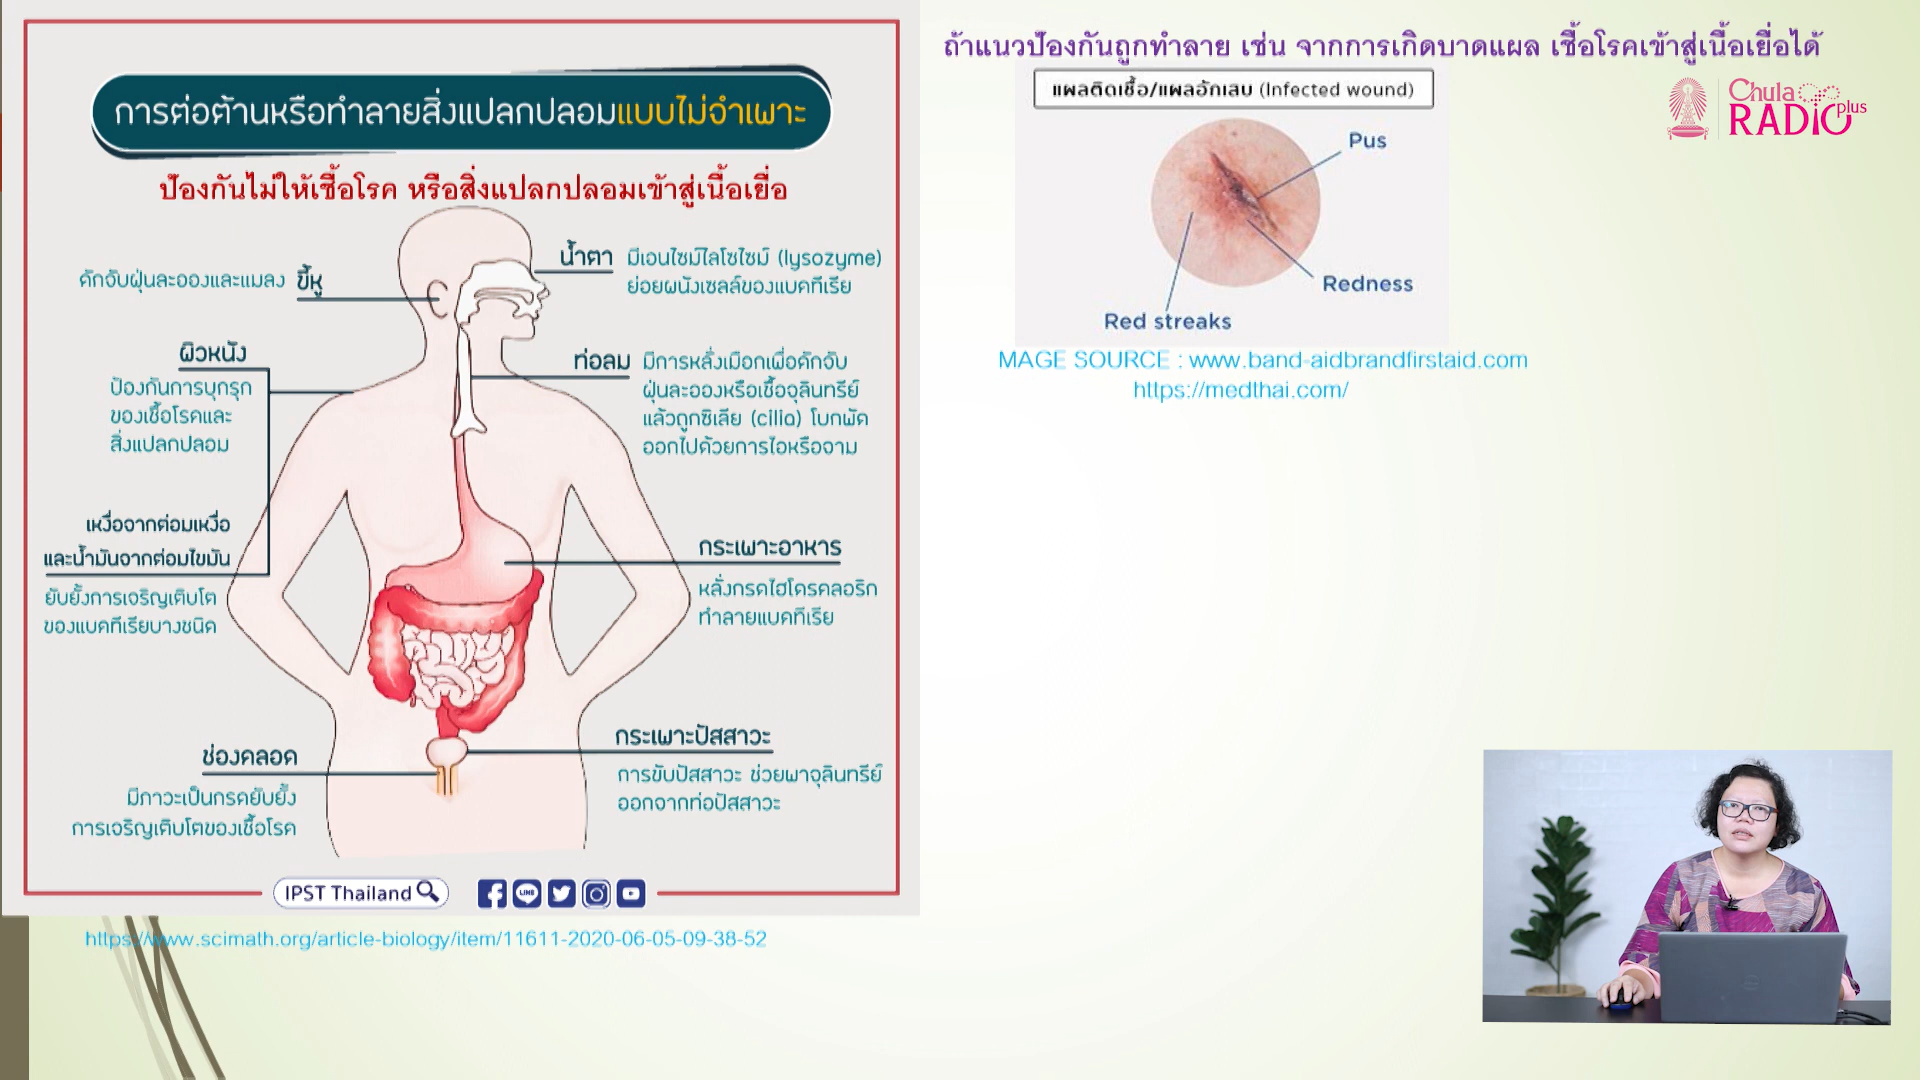 การต่อต้านหรือทำลายสิ่งแปลกปลอมแบบไม่จำเพาะ
ป้องกันไม่ให้เชื้อโรค หรือสิ่งแปลกปลอมเข้าสู่เนื้อเยื่อ
ขี้หู
ดักจับฝุ่นละอองและแมลง
น้ำตา
มีเอนไซม์ไลโซไซม์ (lysozyme)
ย่อยผนังเซลล์ของแบคทีเรีย
ผิวหนัง
ป้องกันการบุกรุก
ของเชื้อโรคและ
สิ่งแปลกปลอม
ท่อลม
มีการหลั่งเมือกเพื่อดักจับ
ฝุ่นละอองหรือเชื้อจุลินทรีย์
แล้วถูกซิเลีย (cilia) โบกพัด
ออกไปด้วยการไอหรือจาม
เหงื่อจากต่อมเหงื่อ
และน้ำมันจากต่อมไขมัน
ยับยั้งการเจริญเติบโต
ของแบคทีเรียบางชนิด
กระเพาะอาหาร
หลั่งกรดไฮโดรคลอริก
ทำลายแบคทีเรีย
ช่องคลอด
มีภาวะเป็นกรดยับยั้ง
การเจริญเติบโตของเชื้อโรค
กระเพาะปัสสาวะ
การขับปัสสาวะ ช่วยพาจุลินทรีย์
ออกจากท่อปัสสาวะ
IPST Thailand
LINE
https://www.scimath.org/article-biology/item/11611-2020-06-05-09-38-52
ถ้าแนวป้องกันถูกทำลาย เช่น จากการเกิดบาดแผล เชื้อโรคเข้าสู่เนื้อเยื่อได้
แผลติดเชื้อ/แผลอักเสบ (Infected wound)
Pus
Redness
Red streaks
MAGE SOURCE : www.band-aidbrandfirstaid.com
https://medthai.com/
Chula
RADIO plus